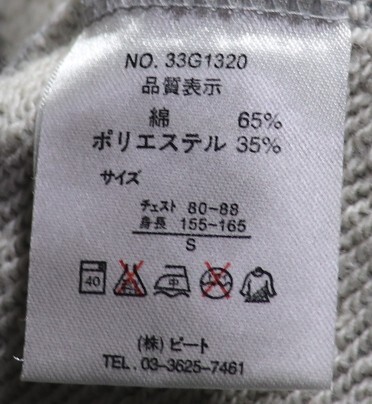 NO. 33G1320
品質表示
綿 65%
ポリエステル 35%
サイズ
チェスト 80-88
身長 155-165
S
40 中
(株) ビート
TEL. 03-3625-7461